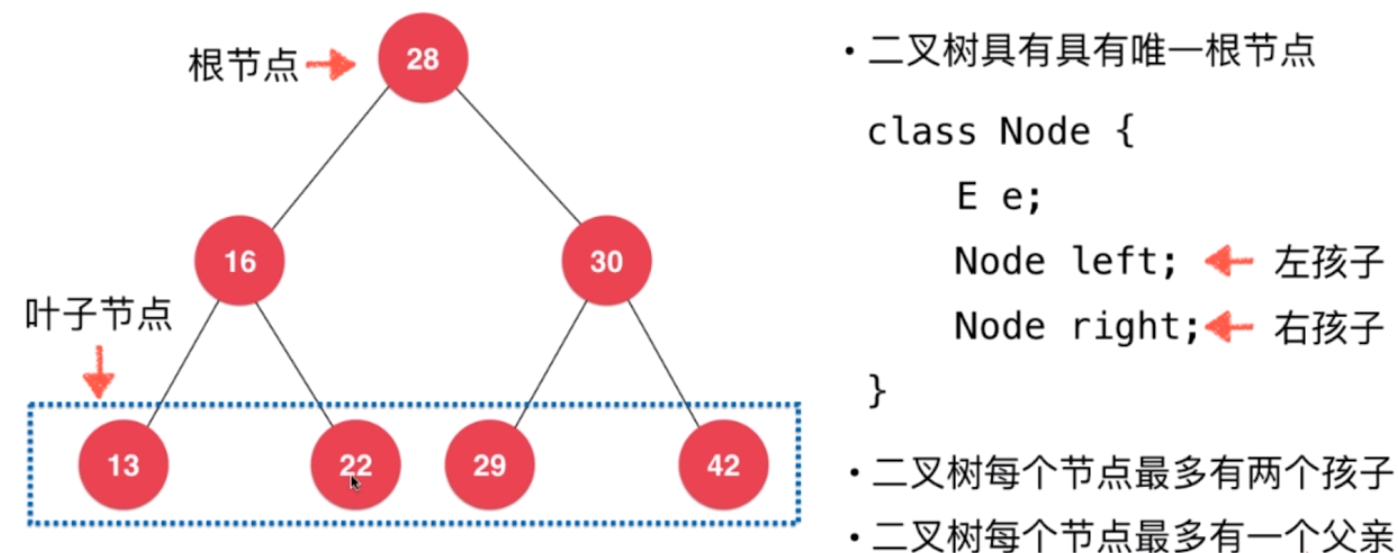 根节点
28
16
30
叶子节点
13
22
29
42
•二叉树具有具有唯一根节点
class Node {
E e;
Node left; 左孩子
Node right; 右孩子
}
•二叉树每个节点最多有两个孩子
•二叉树每个节点最多有一个父亲